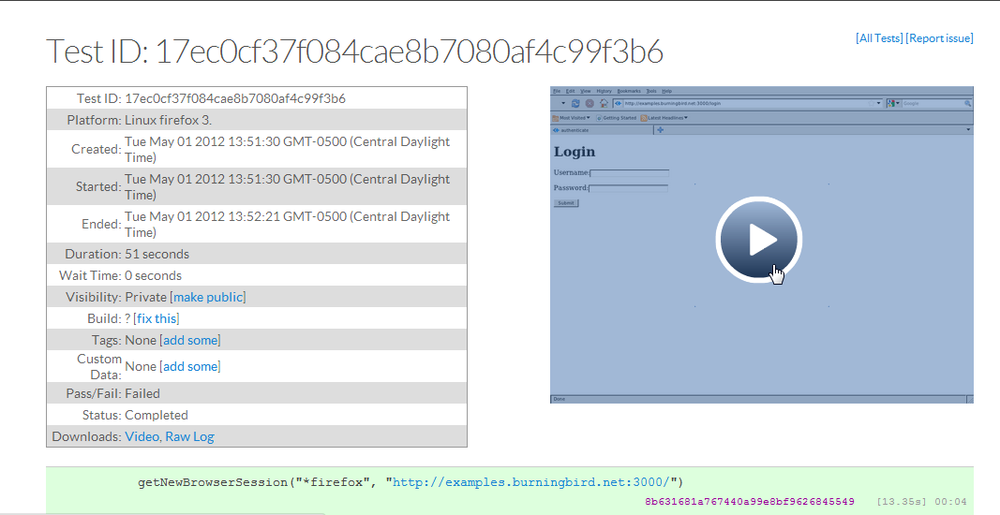 Test ID: 17ec0cf37f084cae8b7080af4c99f3b6
[All Tests] [Report issue]
Test ID: 17ec0cf37f084cae8b7080af4c99f3b6
Platform: Linux firefox 3.
Created: Tue May 01 2012 13:51:30 GMT-0500 (Central Daylight
Time)
Started: Tue May 01 2012 13:51:30 GMT-0500 (Central Daylight
Time)
Ended: Tue May 01 2012 13:52:21 GMT-0500 (Central Daylight
Time)
Duration: 51 seconds
Wait Time: 0 seconds
Visibility: Private [make public]
Build: ? [fix this]
Tags: None [add some]
Custom
Data: None [add some]
Pass/Fail: Failed
Status: Completed
Downloads: Video, Raw Log
File Edit View History Bookmarks Tools Help
http://examples.burningbird.net:3000/login
Google
Most Visited Getting Started Latest Headlines
authenticate
Login
Username:
Password:
Submit
Done
getNewBrowserSession("*firefox", "http://examples.burningbird.net:3000/")
8b631681a767440a99e8bf9626845549 [13.35s] 00:04